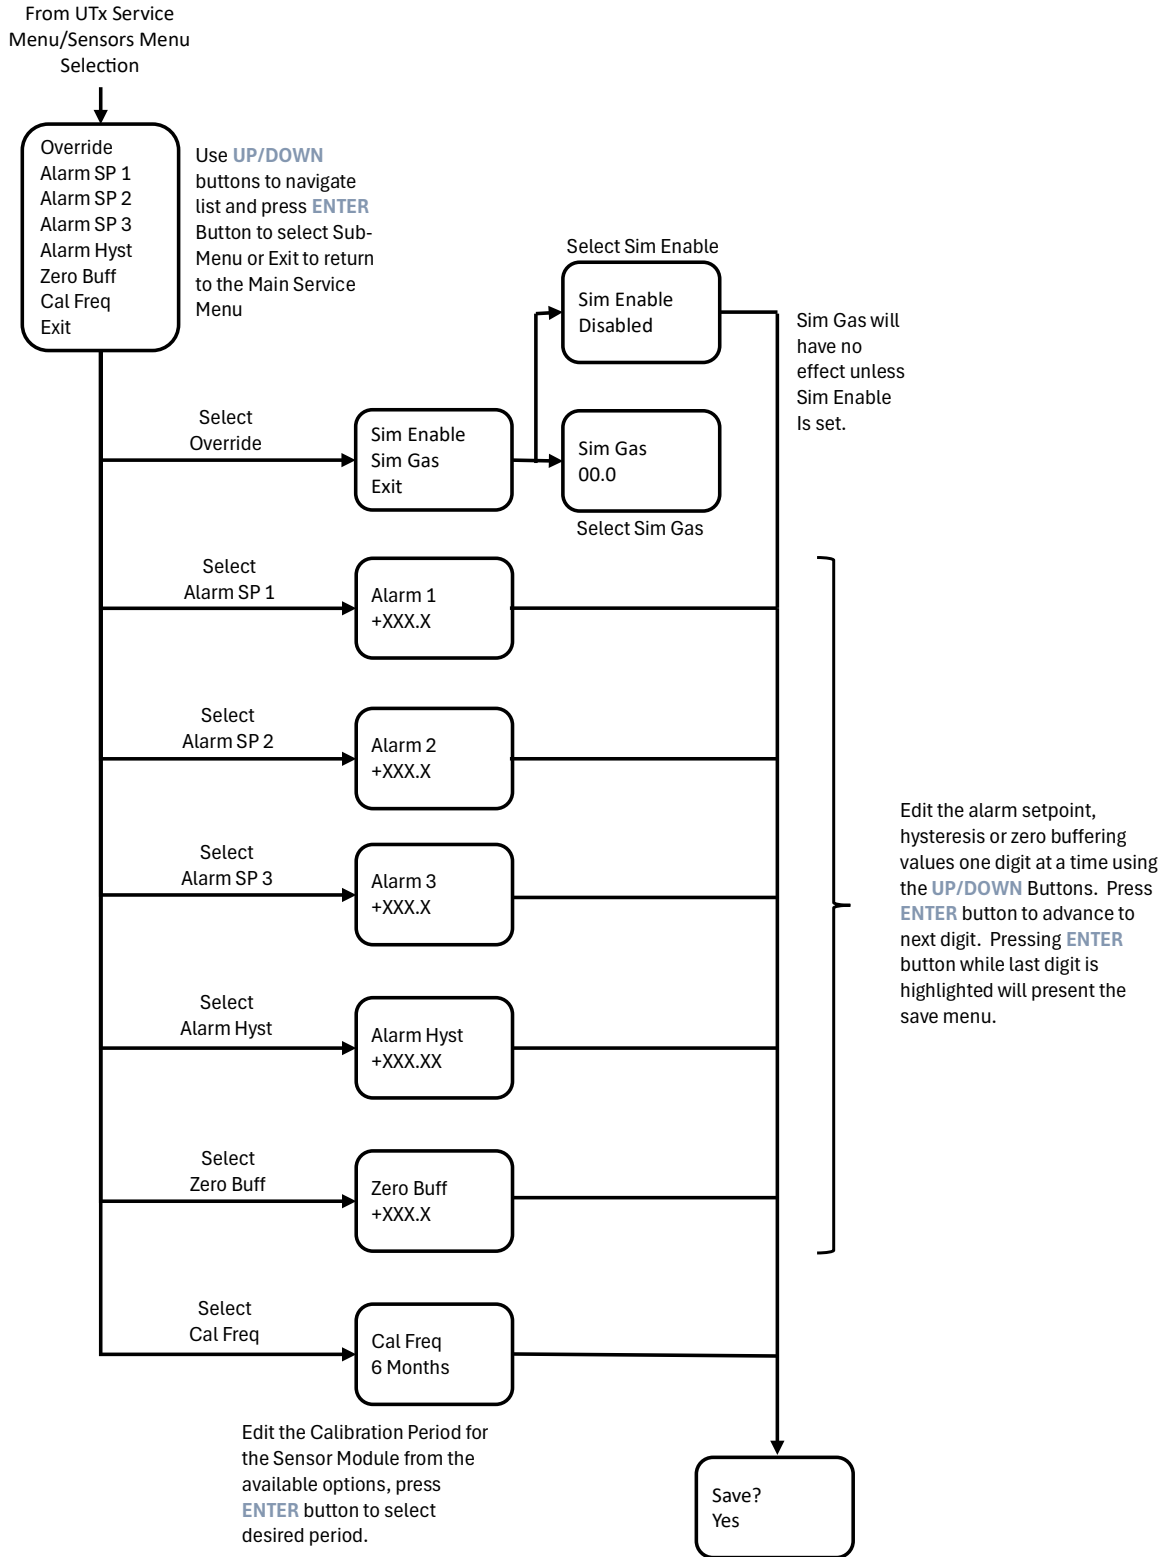 From UTx Service
Menu/Sensors Menu
Selection
Override
Alarm SP 1
Alarm SP 2
Alarm SP 3
Alarm Hyst
Zero Buff
Cal Freq
Exit
Use UP/DOWN
buttons to navigate
list and press ENTER
Button to select Sub-
Menu or Exit to return
to the Main Service
Menu
Select Sim Enable
Sim Enable
Disabled
Sim Gas will
have no
effect unless
Sim Enable
Is set.
Select
Override
Sim Enable
Sim Gas
Exit
Sim Gas
00.0
Select Sim Gas
Select
Alarm SP 1
Alarm 1
+XXX.X
Select
Alarm SP 2
Alarm 2
+XXX.X
Select
Alarm SP 3
Alarm 3
+XXX.X
Edit the alarm setpoint,
hysteresis or zero buffering
values one digit at a time using
the UP/DOWN Buttons.  Press
ENTER button to advance to
next digit.  Pressing ENTER
button while last digit is
highlighted will present the
save menu.
Select
Alarm Hyst
Alarm Hyst
+XXX.XX
Select
Zero Buff
Zero Buff
+XXX.X
Select
Cal Freq
Cal Freq
6 Months
Edit the Calibration Period for
the Sensor Module from the
available options, press
ENTER button to select
desired period.
Save?
Yes